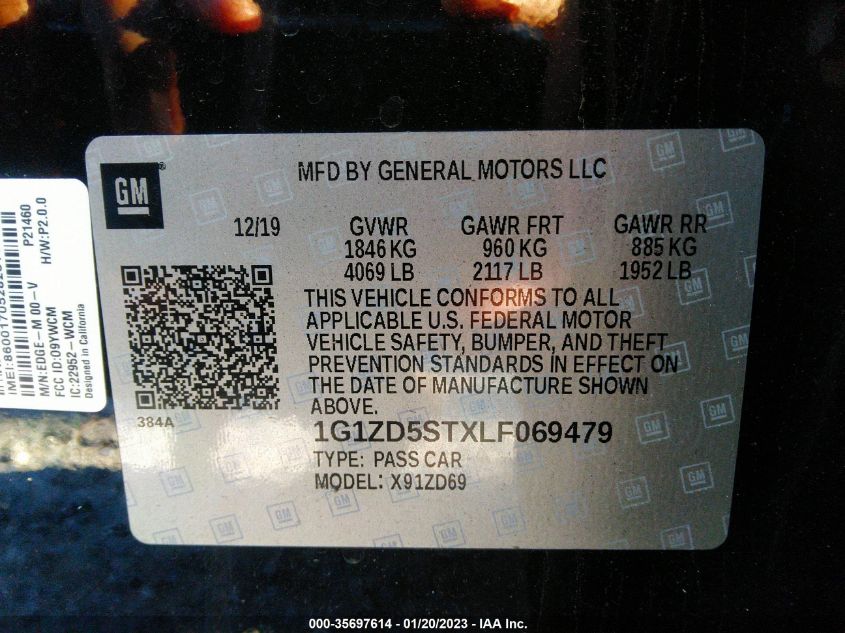 GM
MFD BY GENERAL MOTORS LLC
12/19 GVWR GAWR FRT GAWR RR
1846 KG 960 KG 885 KG
4069 LB 2117 LB 1952 LB
THIS VEHICLE CONFORMS TO ALL
APPLICABLE U.S. FEDERAL MOTOR
VEHICLE SAFETY, BUMPER, AND THEFT
PREVENTION STANDARDS IN EFFECT ON
THE DATE OF MANUFACTURE SHOWN
ABOVE.
384A
1G1ZD5STXLF069479
TYPE: PASS CAR
MODEL: X91ZD69
P21460
M/N:EDGE-M 00-V H/W:P2.0.0
FCC ID:09YWCM
IC:22952-WCM
Designed in California
000-35697614 - 01/20/2023 - IAA Inc.